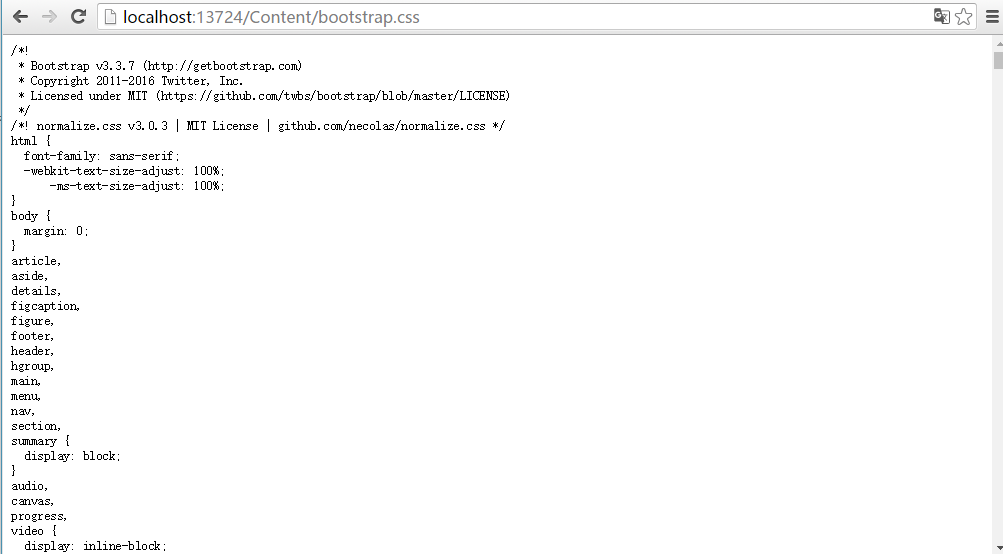 localhost:13724/Content/bootstrap.css
/*!
 * Bootstrap v3.3.7 (http://getbootstrap.com)
 * Copyright 2011-2016 Twitter, Inc.
 * Licensed under MIT (https://github.com/twbs/bootstrap/blob/master/LICENSE)
 */
/*! normalize.css v3.0.3 | MIT License | github.com/necolas/normalize.css */
html {
  font-family: sans-serif;
  -webkit-text-size-adjust: 100%;
      -ms-text-size-adjust: 100%;
}
body {
  margin: 0;
}
article,
aside,
details,
figcaption,
figure,
footer,
header,
hgroup,
main,
menu,
nav,
section,
summary {
  display: block;
}
audio,
canvas,
progress,
video {
  display: inline-block;